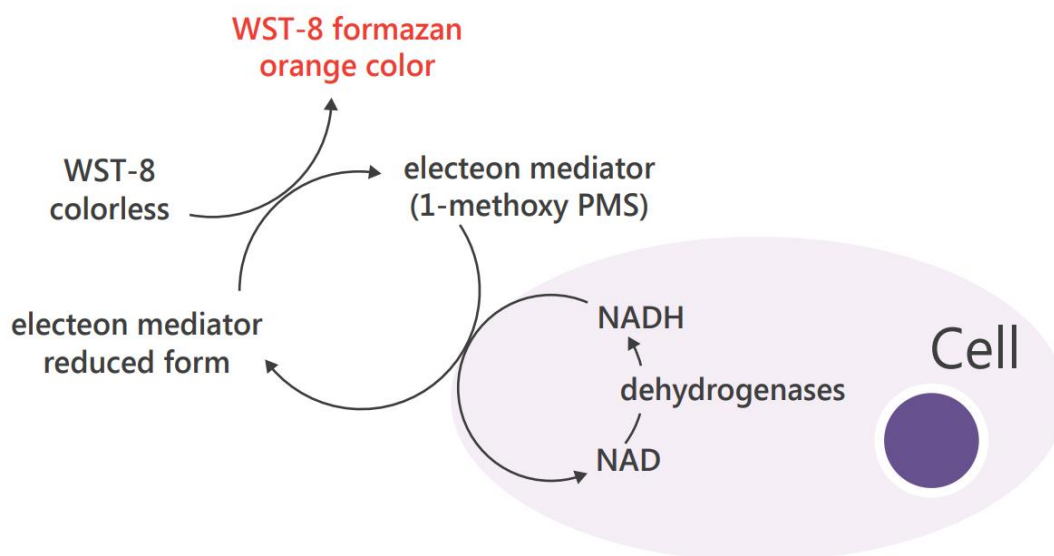 WST-8 formazan
orange color
WST-8
colorless
electeon mediator
(1-methoxy PMS)
electeon mediator
reduced form
NADH
Cell
dehydrogenases
NAD